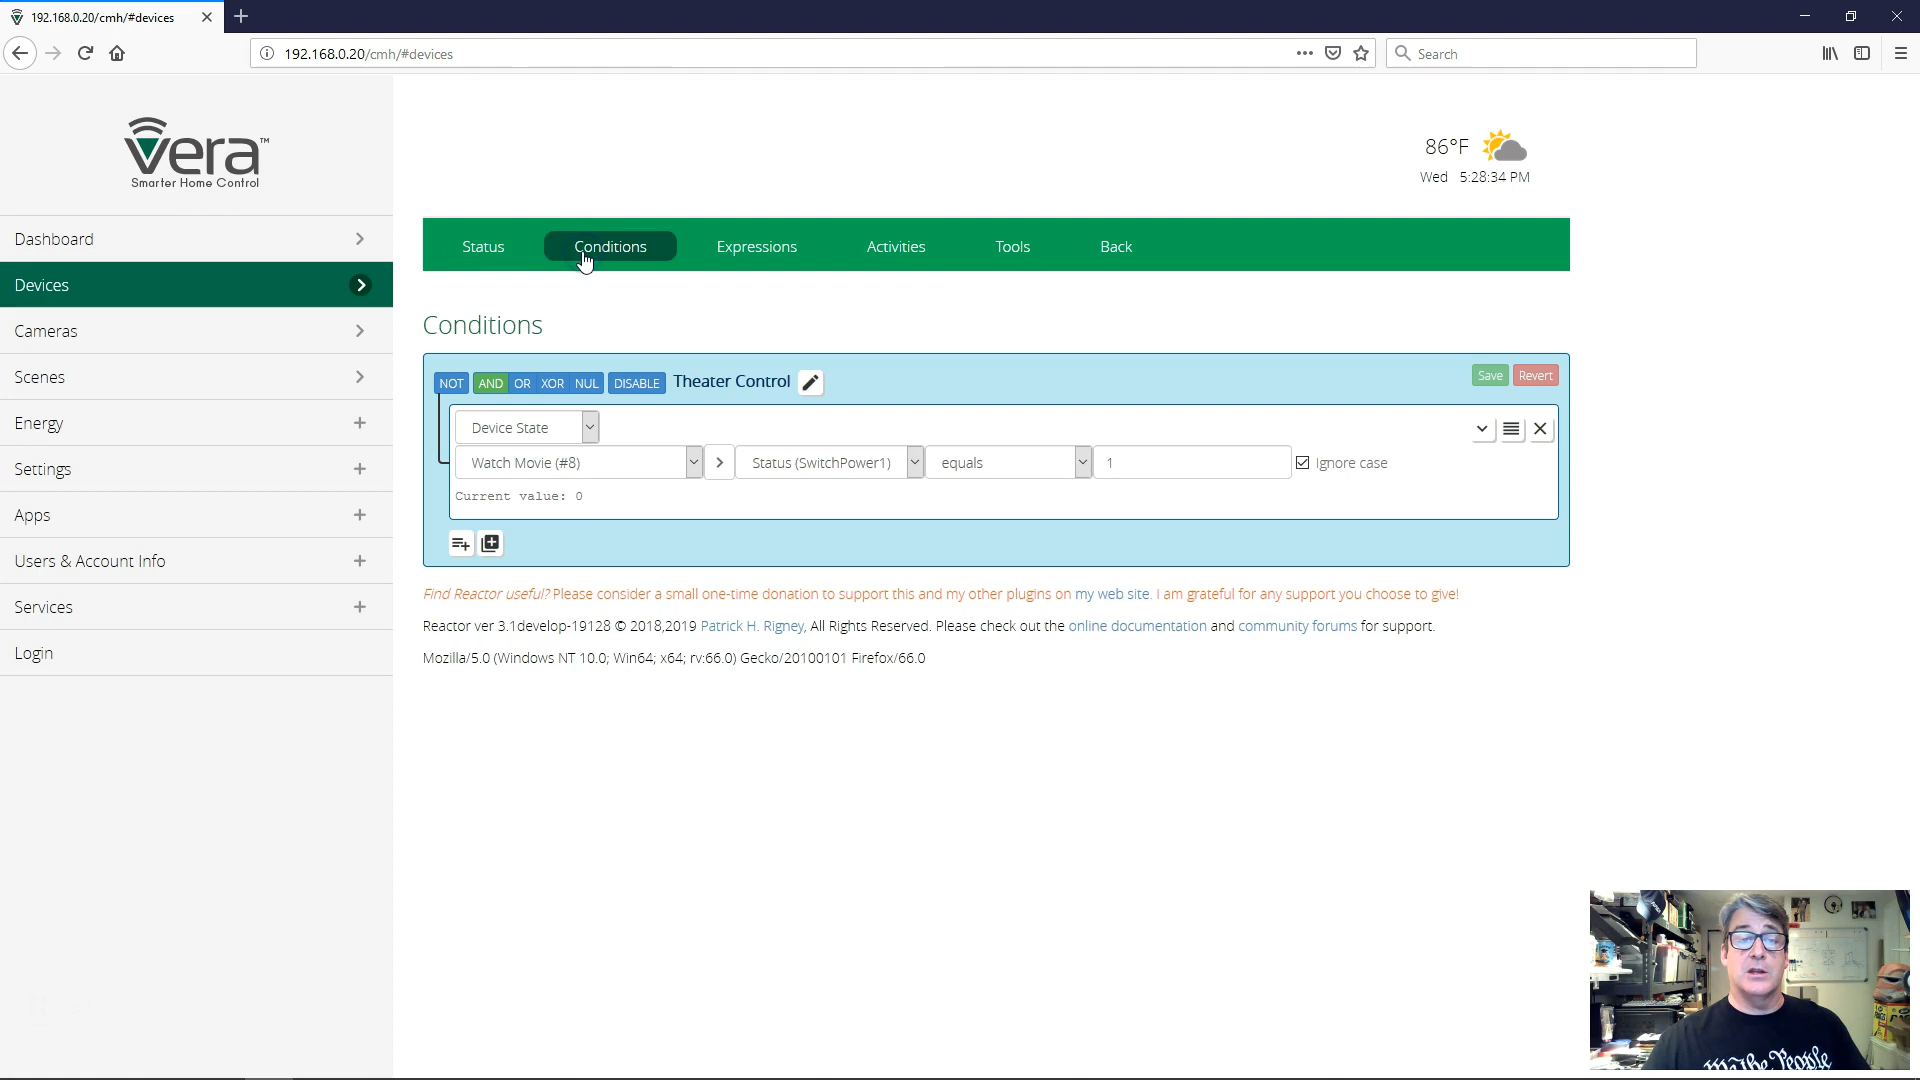 192.168.0.20/cmh/#devices
192.168.0.20/cmh/#devices
Search
vera™
Smarter Home Control
86°F
Wed 5:28:34 PM
Dashboard
Devices
Cameras
Scenes
Energy
Settings
Apps
Users & Account Info
Services
Login
Status Conditions Expressions Activities Tools Back
Conditions
NOT AND OR XOR NUL DISABLE Theater Control Save Revert
Device State
Watch Movie (#8) Status (SwitchPower1) equals 1 Ignore case
Current value: 0
Find Reactor useful? Please consider a small one-time donation to support this and my other plugins on my web site. I am grateful for any support you choose to give!
Reactor ver 3.1develop-19128 © 2018,2019 Patrick H. Rigney, All Rights Reserved. Please check out the online documentation and community forums for support.
Mozilla/5.0 (Windows NT 10.0; Win64; x64; rv:66.0) Gecko/20100101 Firefox/66.0
We the People